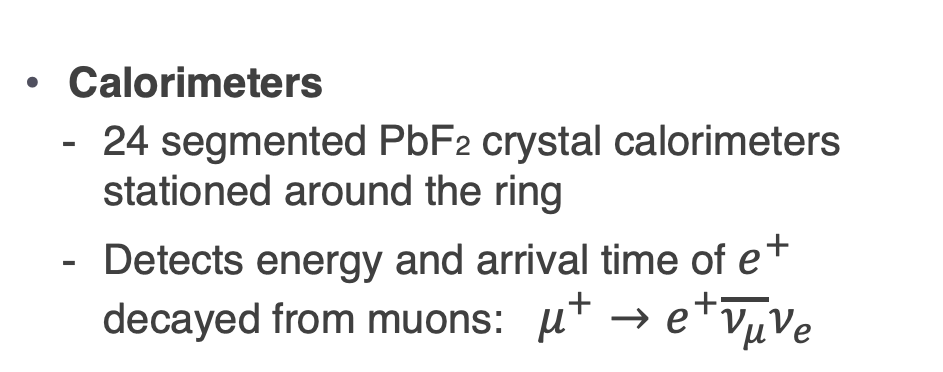 • Calorimeters
- 24 segmented PbF₂ crystal calorimeters
stationed around the ring
- Detects energy and arrival time of e⁺
decayed from muons: μ⁺ → e⁺ν̅_μν_e